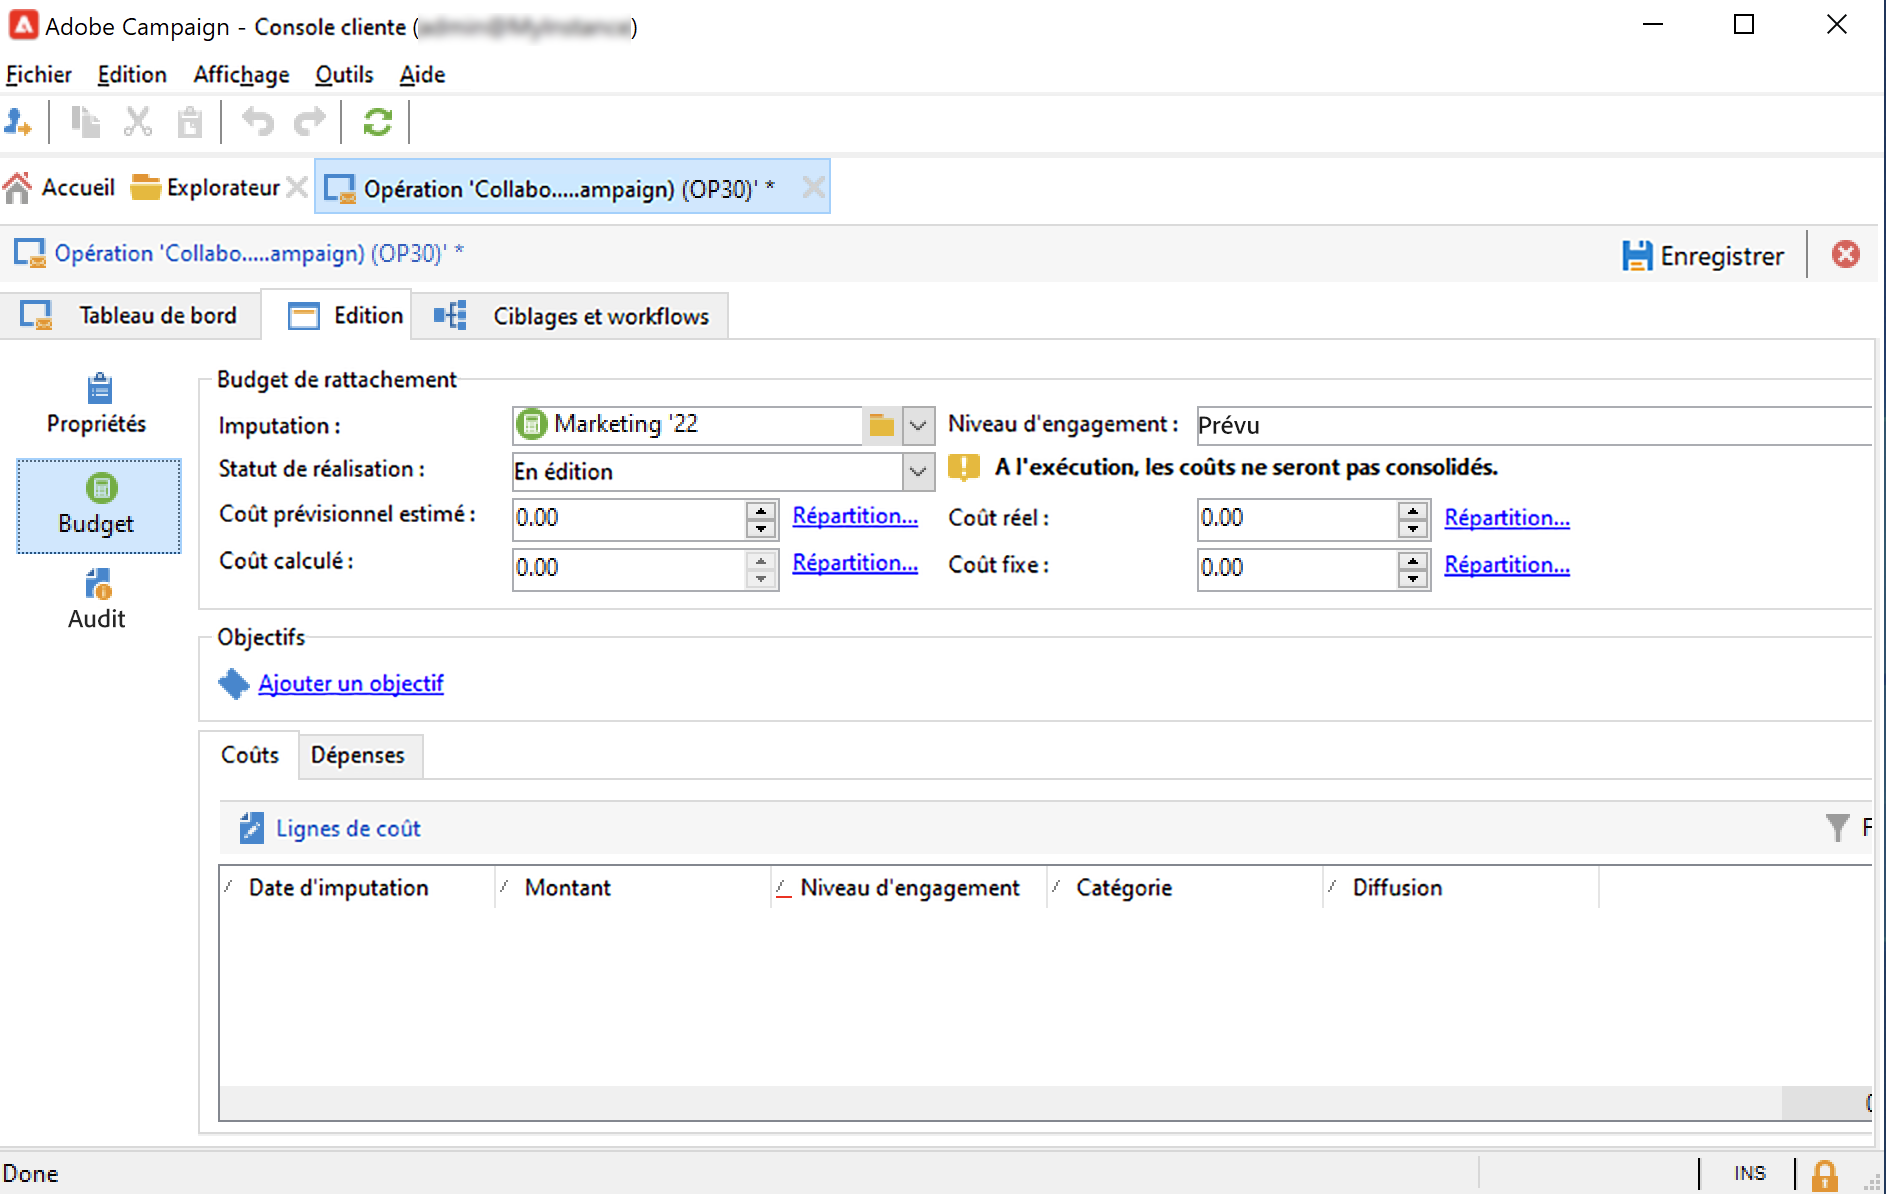 Adobe Campaign - Console cliente ( )
Fichier Edition Affichage Outils Aide
Accueil Explorateur Opération 'Collabo.....ampaign) (OP30)' *
Opération 'Collabo.....ampaign) (OP30)' * Enregistrer
Tableau de bord Edition Ciblages et workflows
Propriétés
Budget
Audit
Budget de rattachement
Imputation : Marketing '22 Niveau d'engagement : Prévu
Statut de réalisation : En édition A l'exécution, les coûts ne seront pas consolidés.
Coût prévisionnel estimé : 0.00 Répartition... Coût réel : 0.00 Répartition...
Coût calculé : 0.00 Répartition... Coût fixe : 0.00 Répartition...
Objectifs
Ajouter un objectif
Coûts Dépenses
Lignes de coût F
Date d'imputation Montant Niveau d'engagement Catégorie Diffusion
Done INS